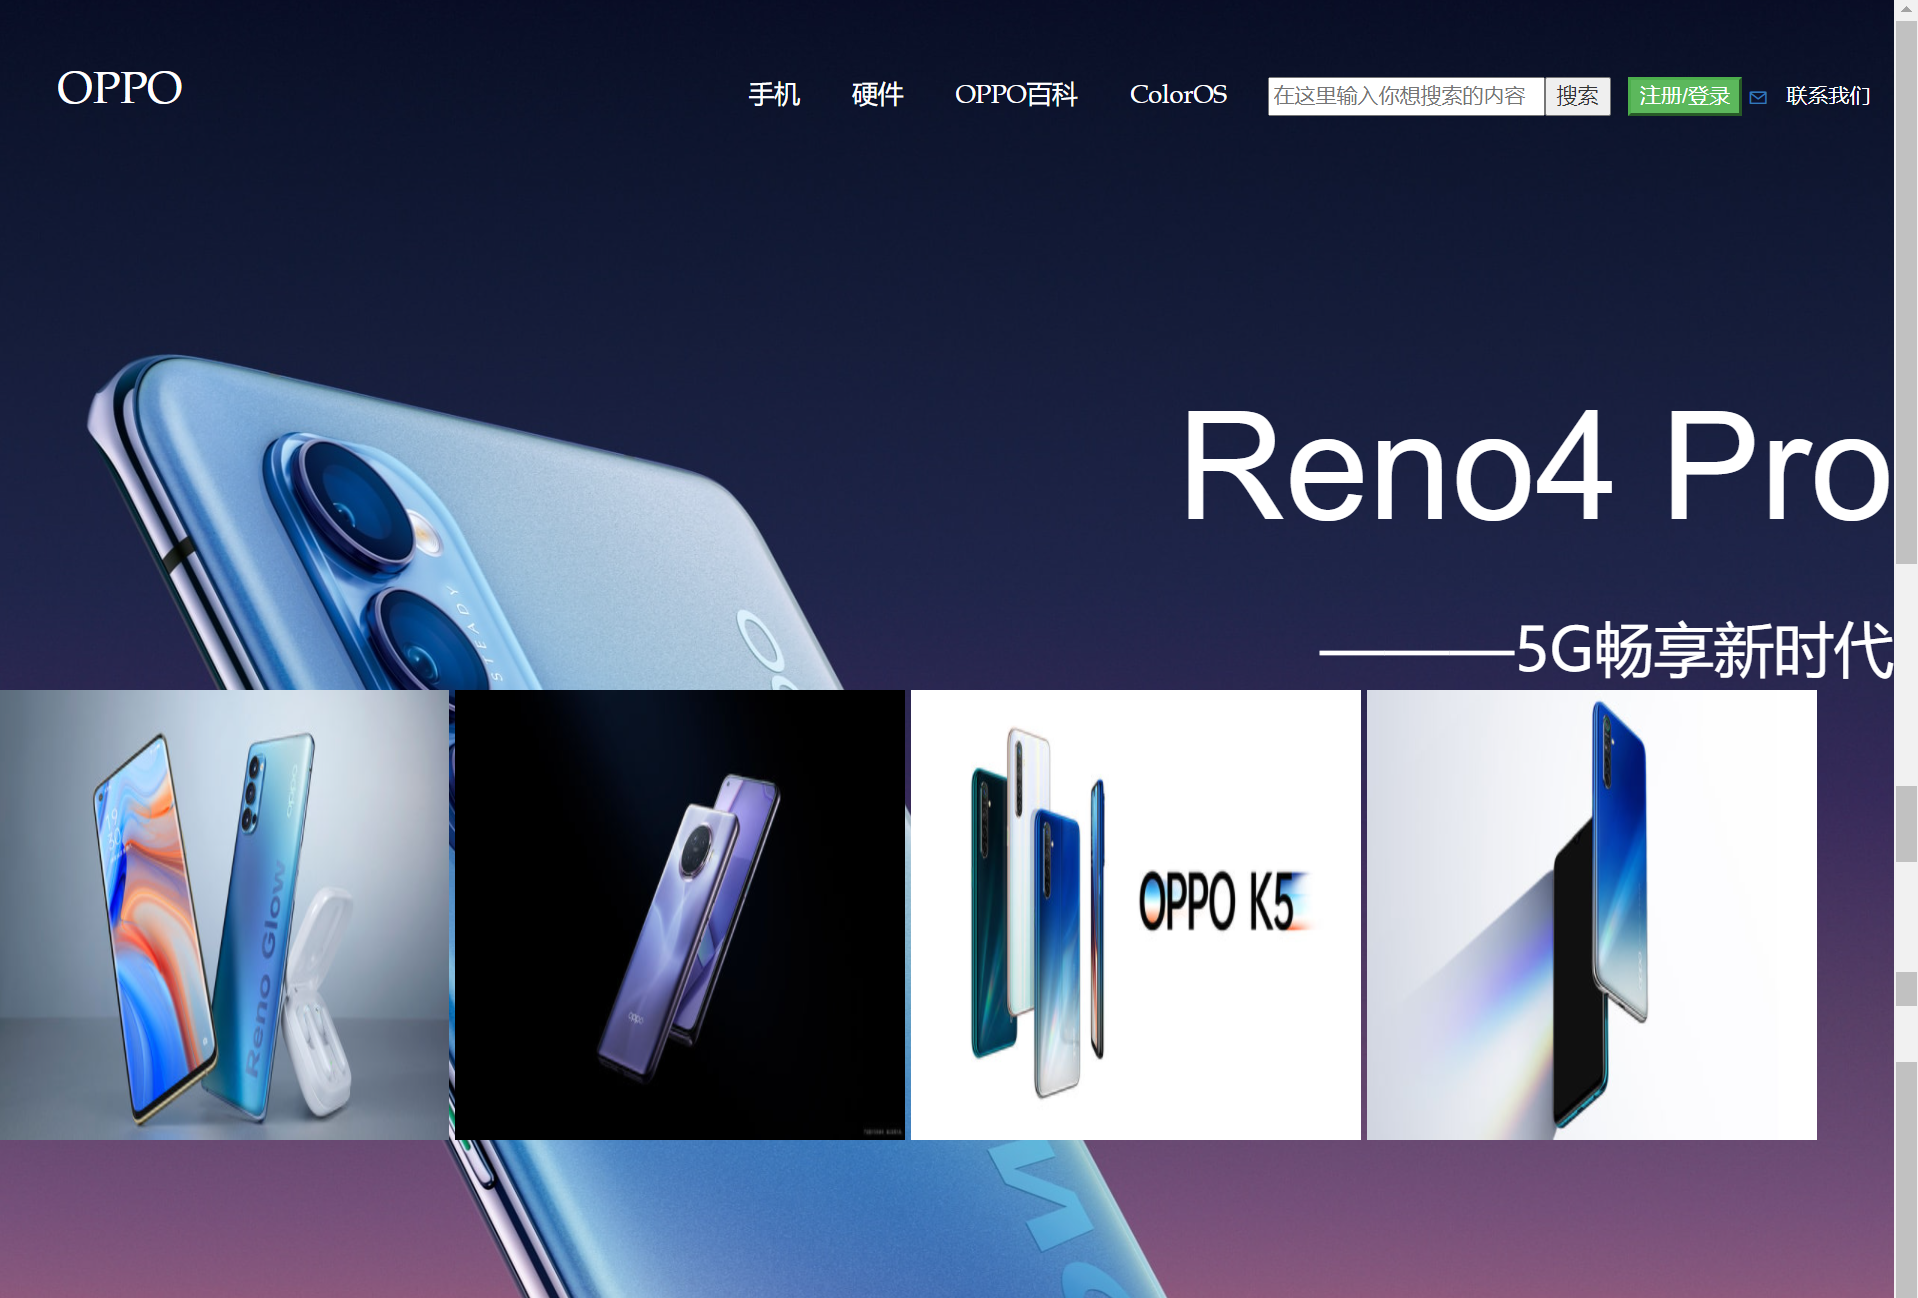 OPPO
手机 硬件 OPPO百科 ColorOS 在这里输入你想搜索的内容 搜索 注册/登录 联系我们
Reno4 Pro
———5G畅享新时代
STEADY
Reno Glow
oppo
OPPO K5